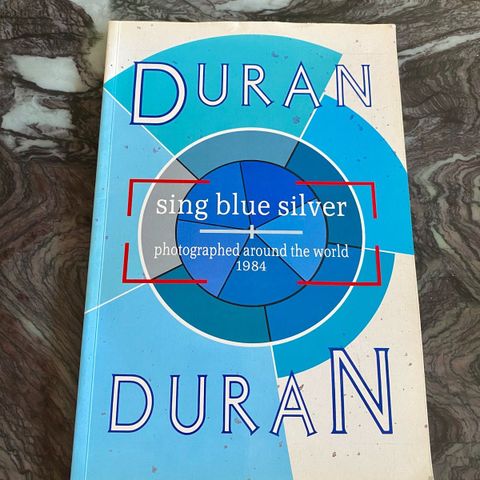 DURAN
sing blue silver
photographed around the world
1984
DURAN